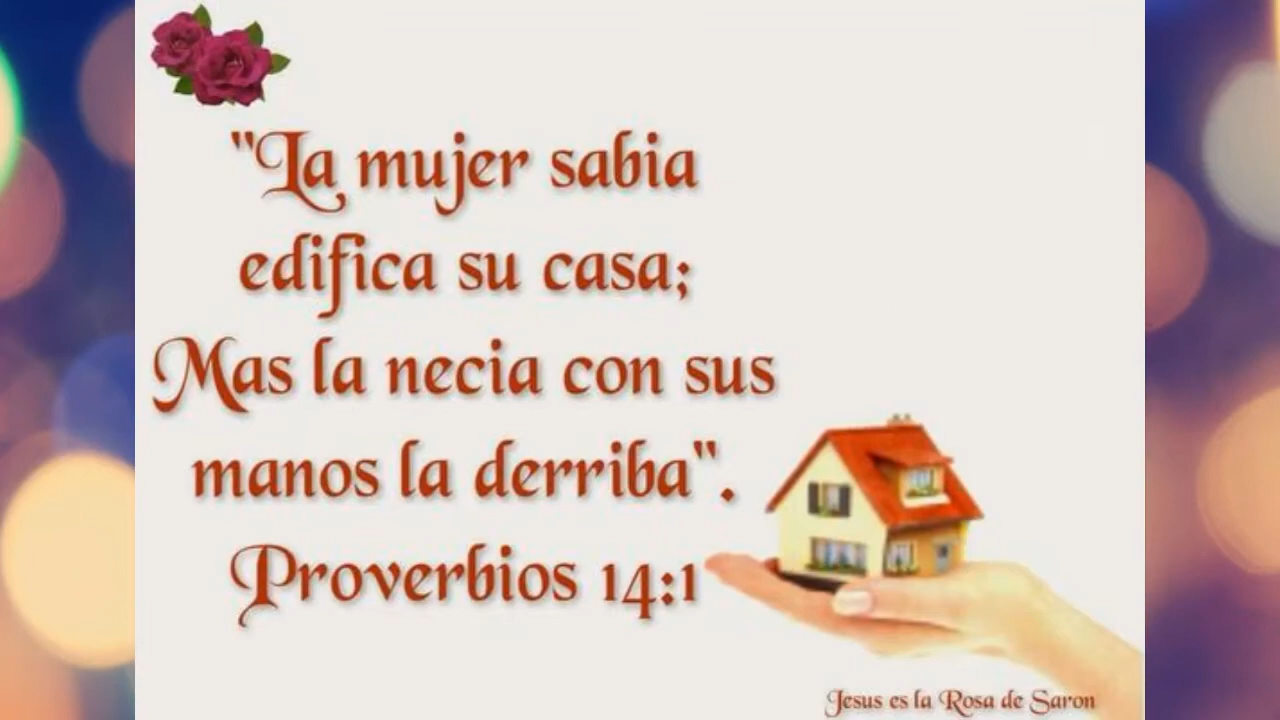 "La mujer sabia
edifica su casa;
Mas la necia con sus
manos la derriba".
Proverbios 14:1
Jesus es la Rosa de Saron